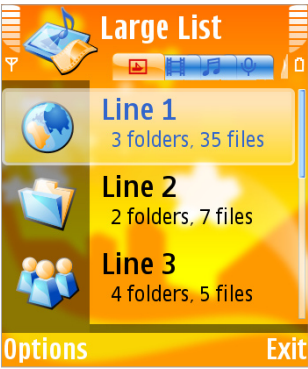 Large List
Line 1
3 folders, 35 files
Line 2
2 folders, 7 files
Line 3
4 folders, 5 files
Options Exit